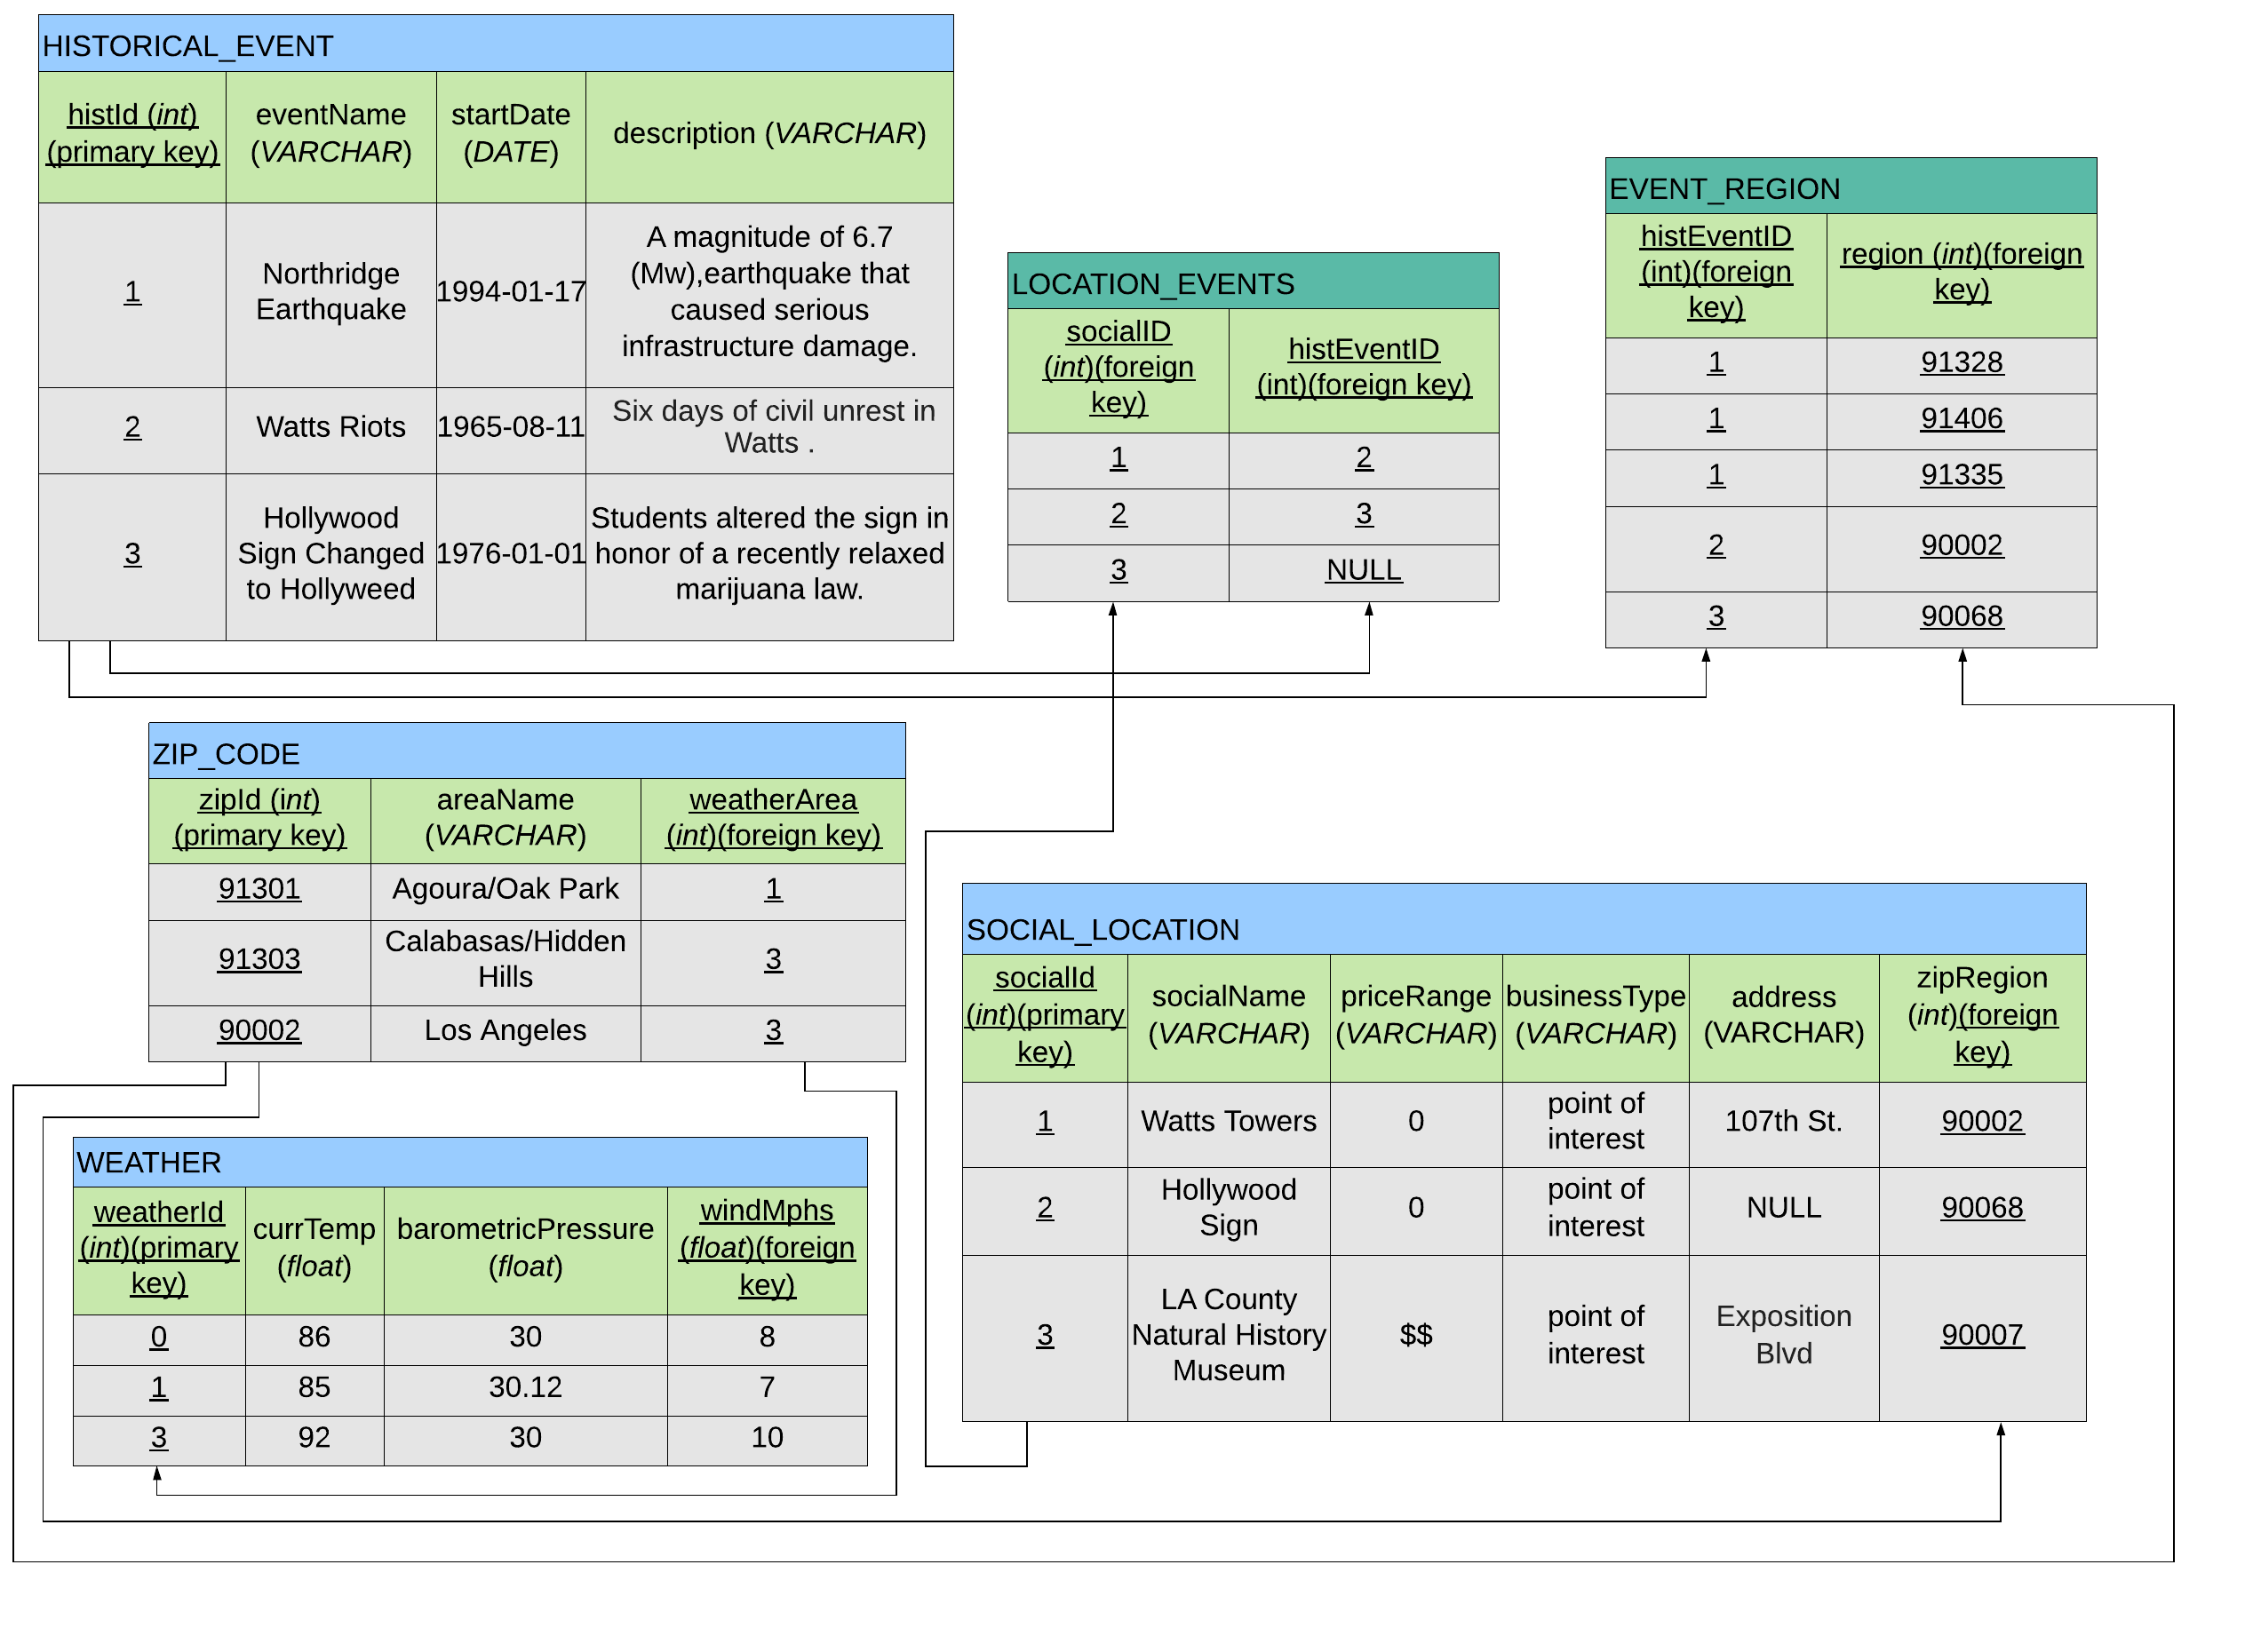 HISTORICAL_EVENT
histId (int)
(primary key)
eventName
(VARCHAR)
startDate
(DATE)
description (VARCHAR)
1
Northridge
Earthquake
1994-01-17
A magnitude of 6.7
(Mw),earthquake that
caused serious
infrastructure damage.
2
Watts Riots
1965-08-11
Six days of civil unrest in
Watts .
3
Hollywood
Sign Changed
to Hollyweed
1976-01-01
Students altered the sign in
honor of a recently relaxed
marijuana law.
LOCATION_EVENTS
socialID
(int)(foreign
key)
histEventID
(int)(foreign key)
1
2
2
3
3
NULL
EVENT_REGION
histEventID
(int)(foreign
key)
region (int)(foreign
key)
1
91328
1
91406
1
91335
2
90002
3
90068
ZIP_CODE
zipId (int)
(primary key)
areaName
(VARCHAR)
weatherArea
(int)(foreign key)
91301
Agoura/Oak Park
1
91303
Calabasas/Hidden
Hills
3
90002
Los Angeles
3
SOCIAL_LOCATION
socialId
(int)(primary
key)
socialName
(VARCHAR)
priceRange
(VARCHAR)
businessType
(VARCHAR)
address
(VARCHAR)
zipRegion
(int)(foreign
key)
1
Watts Towers
0
point of
interest
107th St.
90002
2
Hollywood
Sign
0
point of
interest
NULL
90068
3
LA County
Natural History
Museum
$$
point of
interest
Exposition
Blvd
90007
WEATHER
weatherId
(int)(primary
key)
currTemp
(float)
barometricPressure
(float)
windMphs
(float)(foreign
key)
0
86
30
8
1
85
30.12
7
3
92
30
10